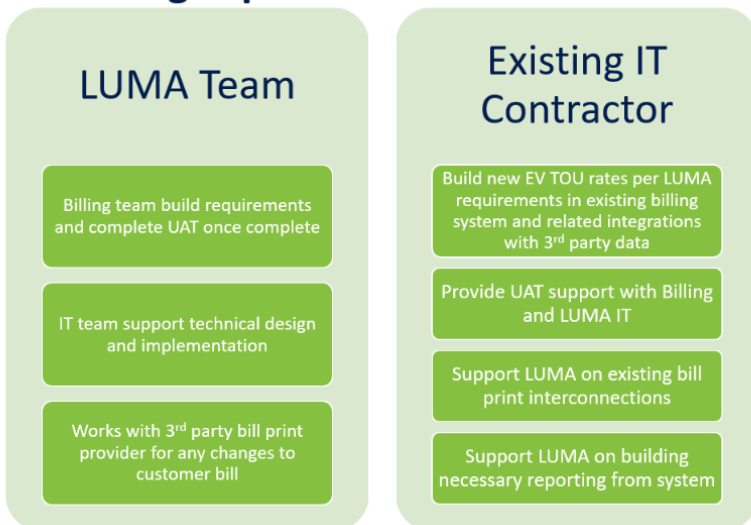 LUMA Team
Billing team build requirements
and complete UAT once complete
IT team support technical design
and implementation
Works with 3rd party bill print
provider for any changes to
customer bill
Existing IT
Contractor
Build new EV TOU rates per LUMA
requirements in existing billing
system and related integrations
with 3rd party data
Provide UAT support with Billing
and LUMA IT
Support LUMA on existing bill
print interconnections
Support LUMA on building
necessary reporting from system